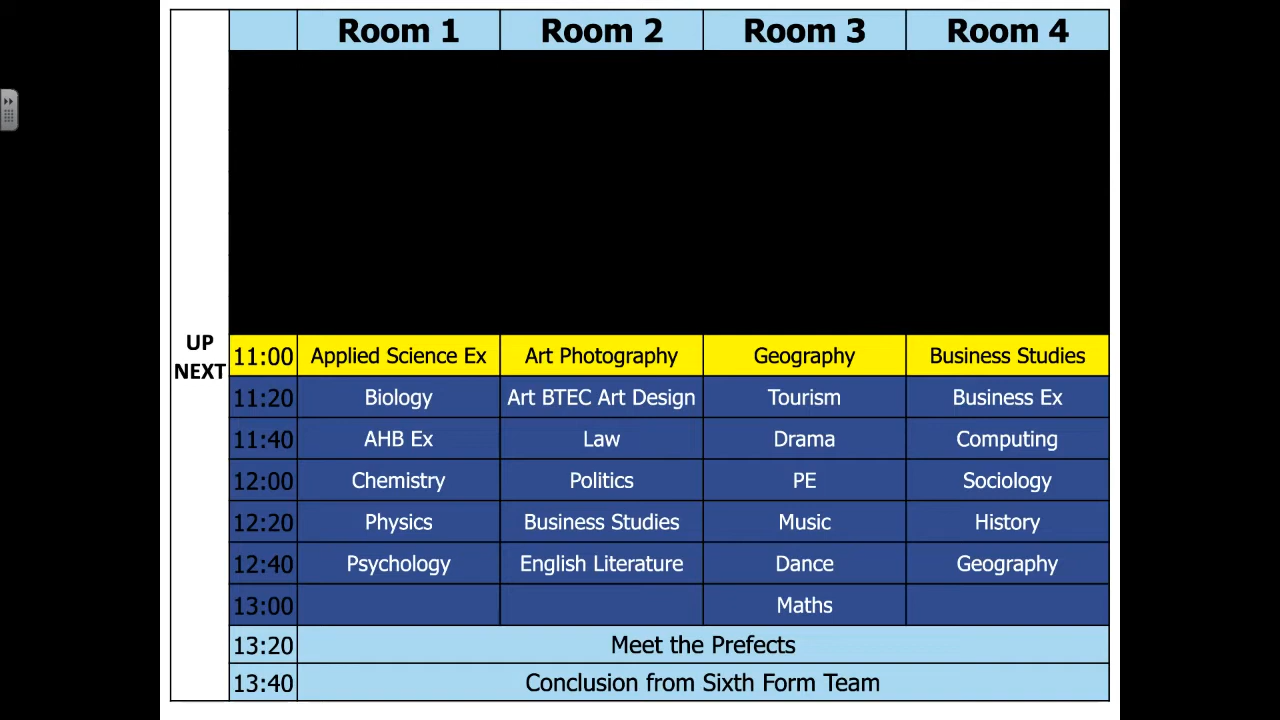 Room 1 Room 2 Room 3 Room 4
UP
NEXT
11:00 Applied Science Ex Art Photography Geography Business Studies
11:20 Biology Art BTEC Art Design Tourism Business Ex
11:40 AHB Ex Law Drama Computing
12:00 Chemistry Politics PE Sociology
12:20 Physics Business Studies Music History
12:40 Psychology English Literature Dance Geography
13:00 Maths
13:20 Meet the Prefects
13:40 Conclusion from Sixth Form Team